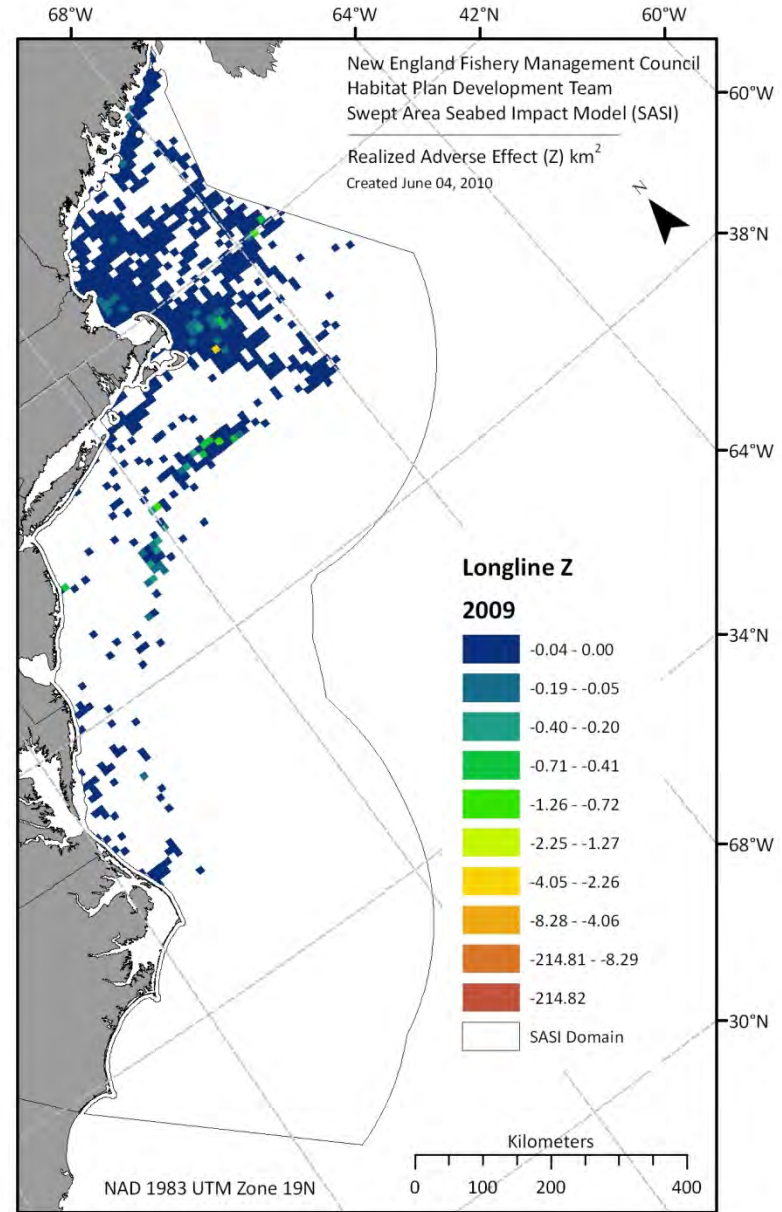 68°W 64°W 42°N 60°W
New England Fishery Management Council
Habitat Plan Development Team
Swept Area Seabed Impact Model (SASI)
Realized Adverse Effect (Z) km²
Created June 04, 2010
60°W
N
38°N
64°W
Longline Z
2009
-0.04 - 0.00
34°N
-0.19 - -0.05
-0.40 - -0.20
-0.71 - -0.41
-1.26 - -0.72
-2.25 - -1.27
68°W
-4.05 - -2.26
-8.28 - -4.06
-214.81 - -8.29
-214.82
30°N
SASI Domain
Kilometers
NAD 1983 UTM Zone 19N
0 100 200 400